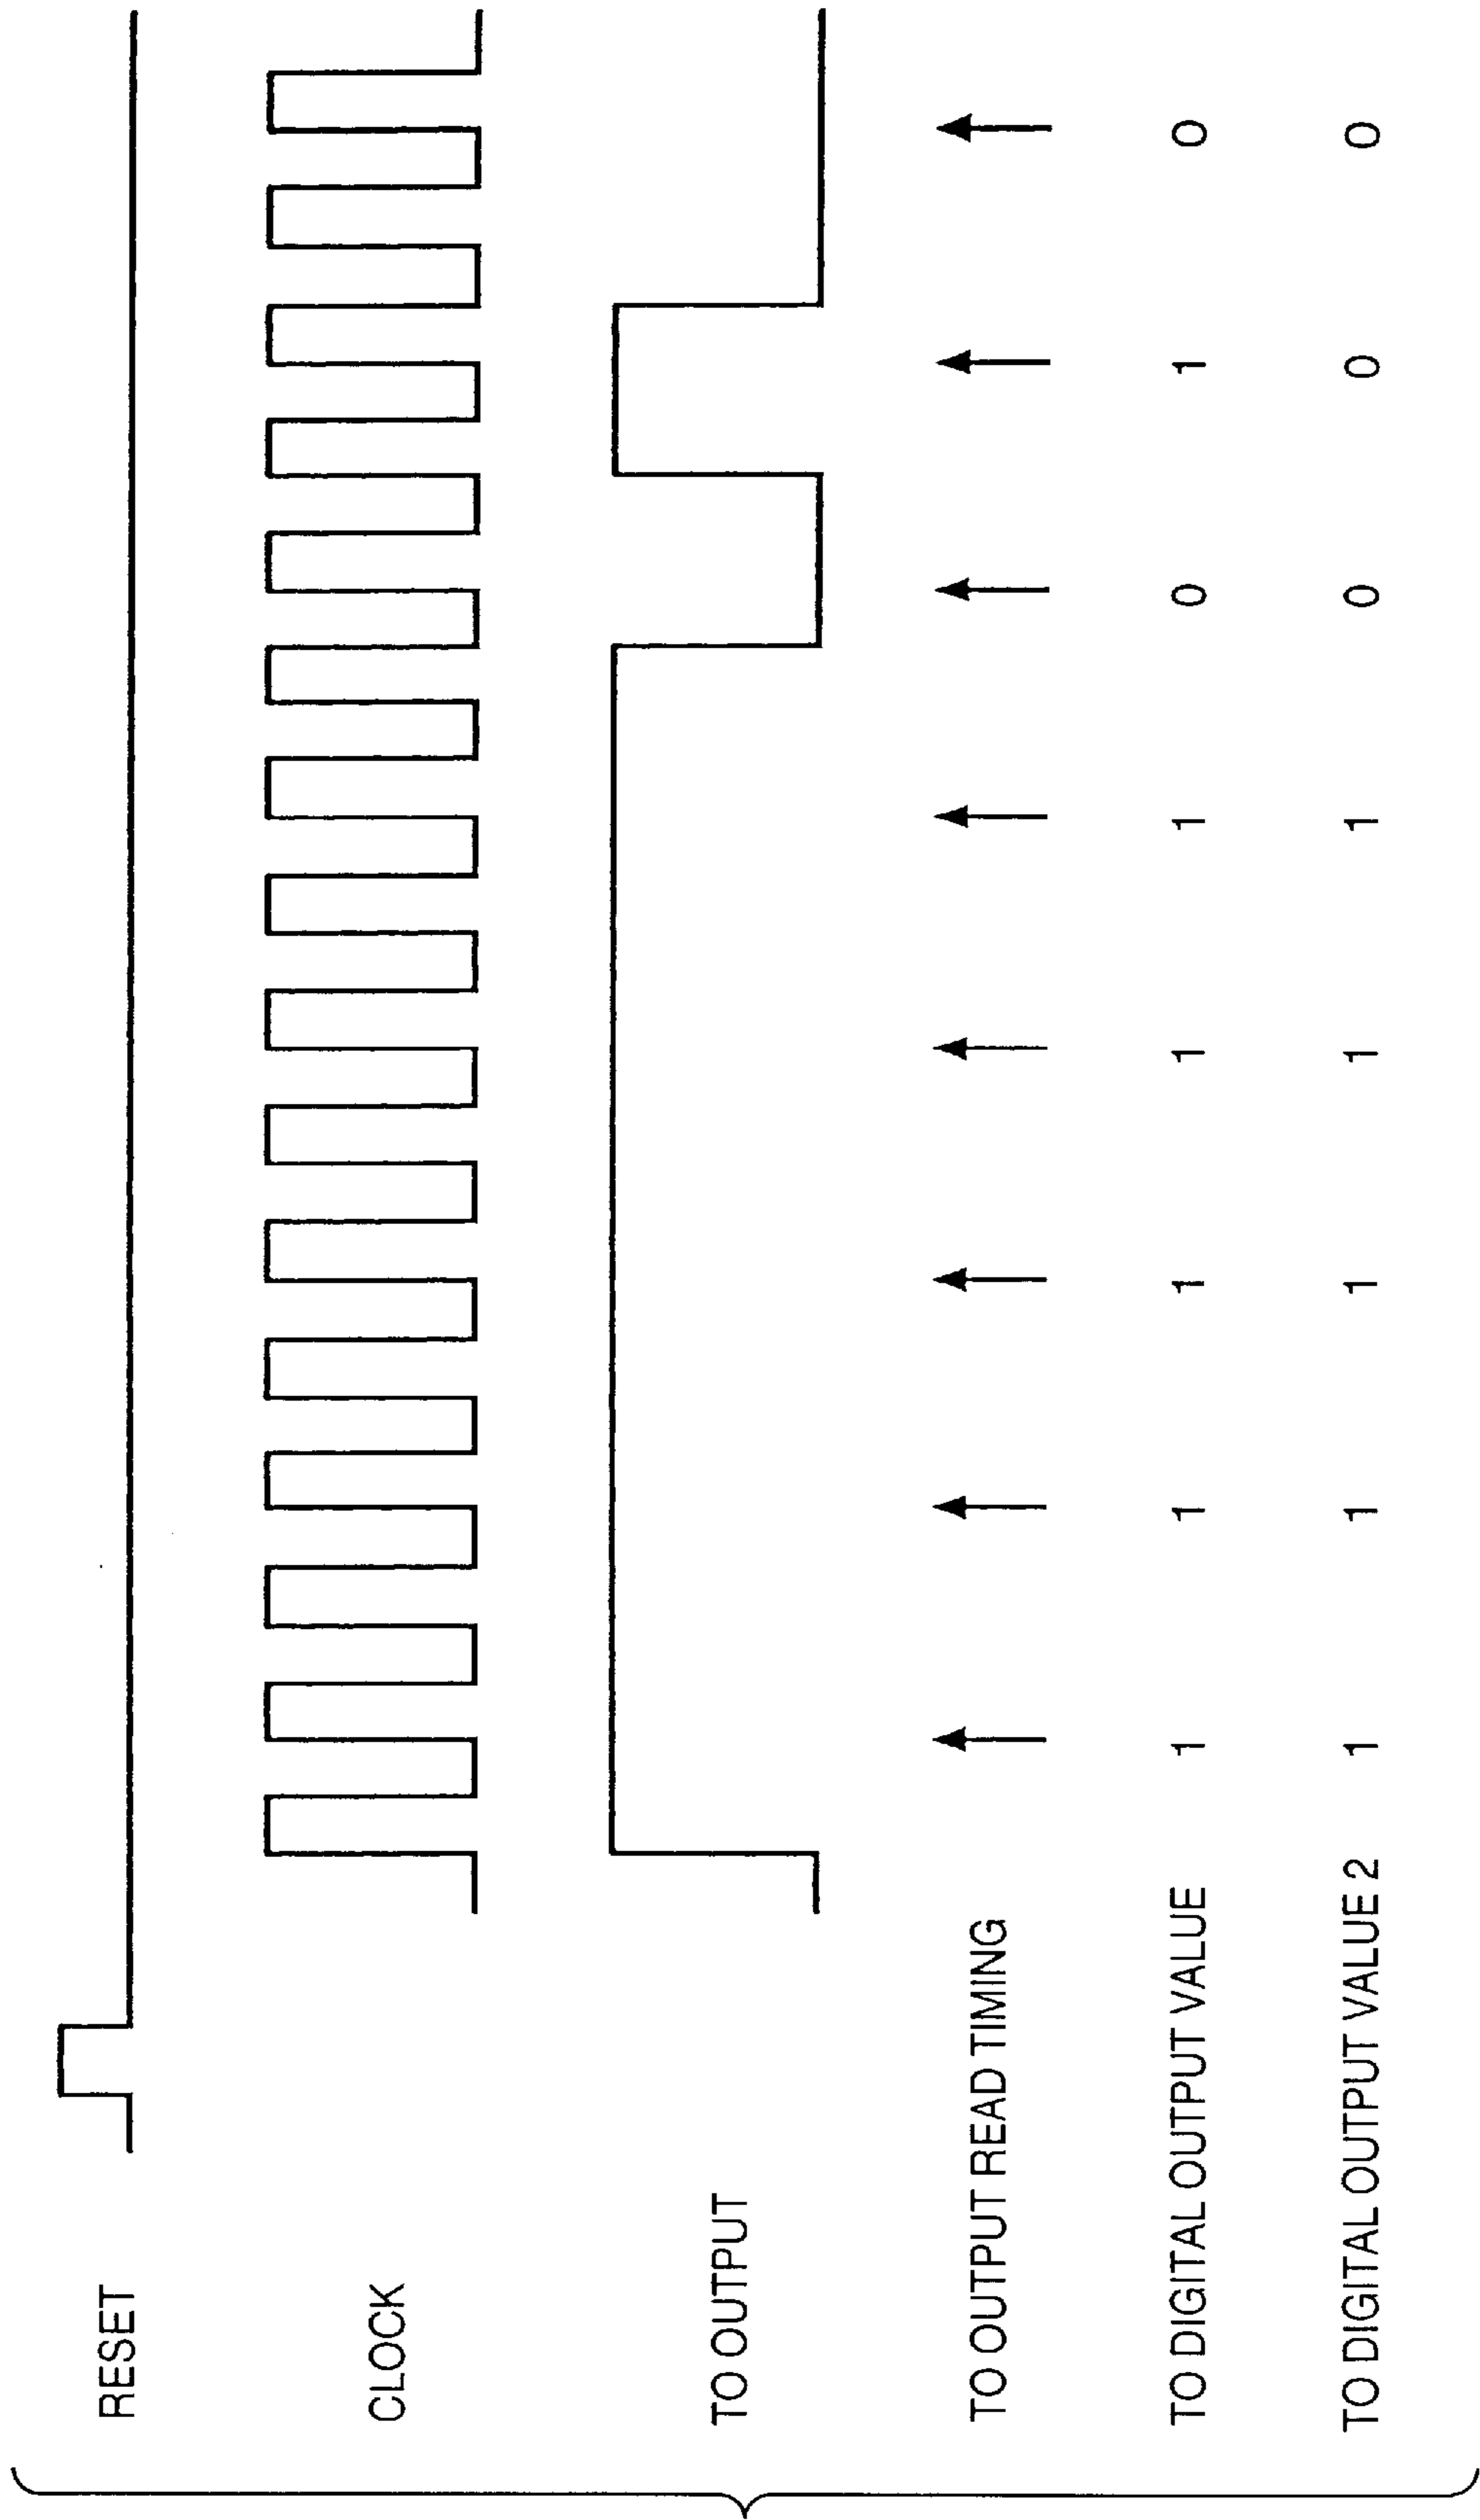 RESET
CLOCK
TO OUTPUT
TO OUTPUT READ TIMING
TO DIGITAL OUTPUT VALUE 1 1 1 1 1 0 1 0
TO DIGITAL OUTPUT VALUE 2 1 1 1 1 1 0 0 0